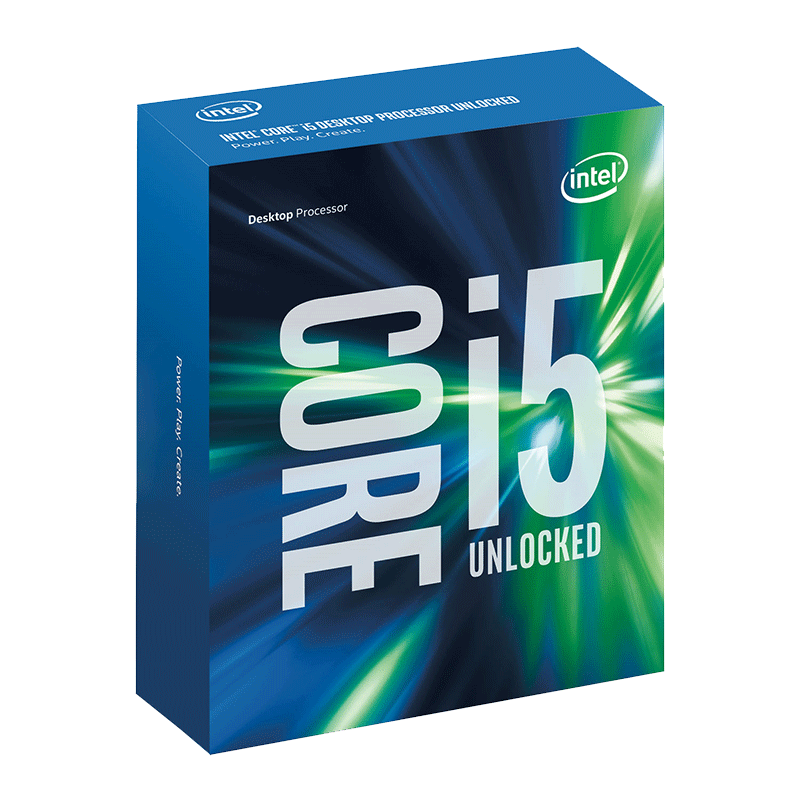 intel
INTEL® CORE™ i5 DESKTOP PROCESSOR UNLOCKED
Power. Play. Create.
intel
Desktop Processor
CORE
i5
UNLOCKED
Power. Play. Create.